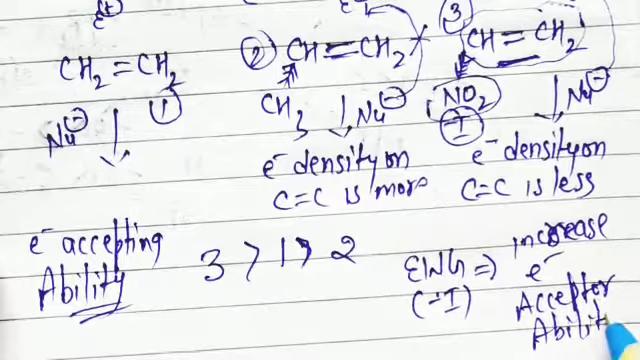 E⊕
CH2=CH2
①
Nu⊖
② CH=CH2
CH3
Nu⊖
e- density on
C=C is more
③ CH=CH2
NO2
-I
Nu⊖
e- density on
C=C is less
e- accepting
Ability
3 > 1 > 2
EWG ⇒ increase
(-I) e-
Acceptor
Abilit